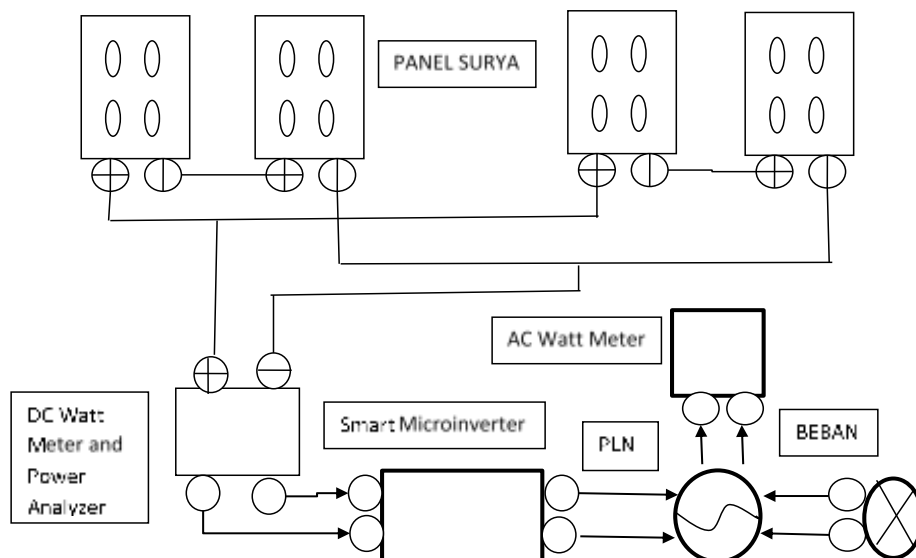 PANEL SURYA
AC Watt Meter
DC Watt
Meter and
Power
Analyzer
Smart Microinverter
PLN
BEBAN